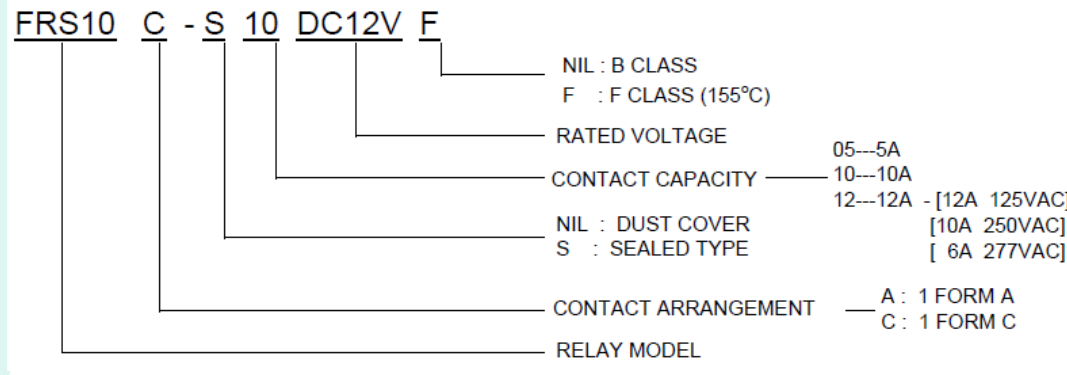 FRS10 C - S 10 DC12V F
NIL : B CLASS
F : F CLASS (155°C)
RATED VOLTAGE
CONTACT CAPACITY
05---5A
10---10A
12---12A - [12A 125VAC]
[10A 250VAC]
[ 6A 277VAC]
NIL : DUST COVER
S : SEALED TYPE
CONTACT ARRANGEMENT
A : 1 FORM A
C : 1 FORM C
RELAY MODEL